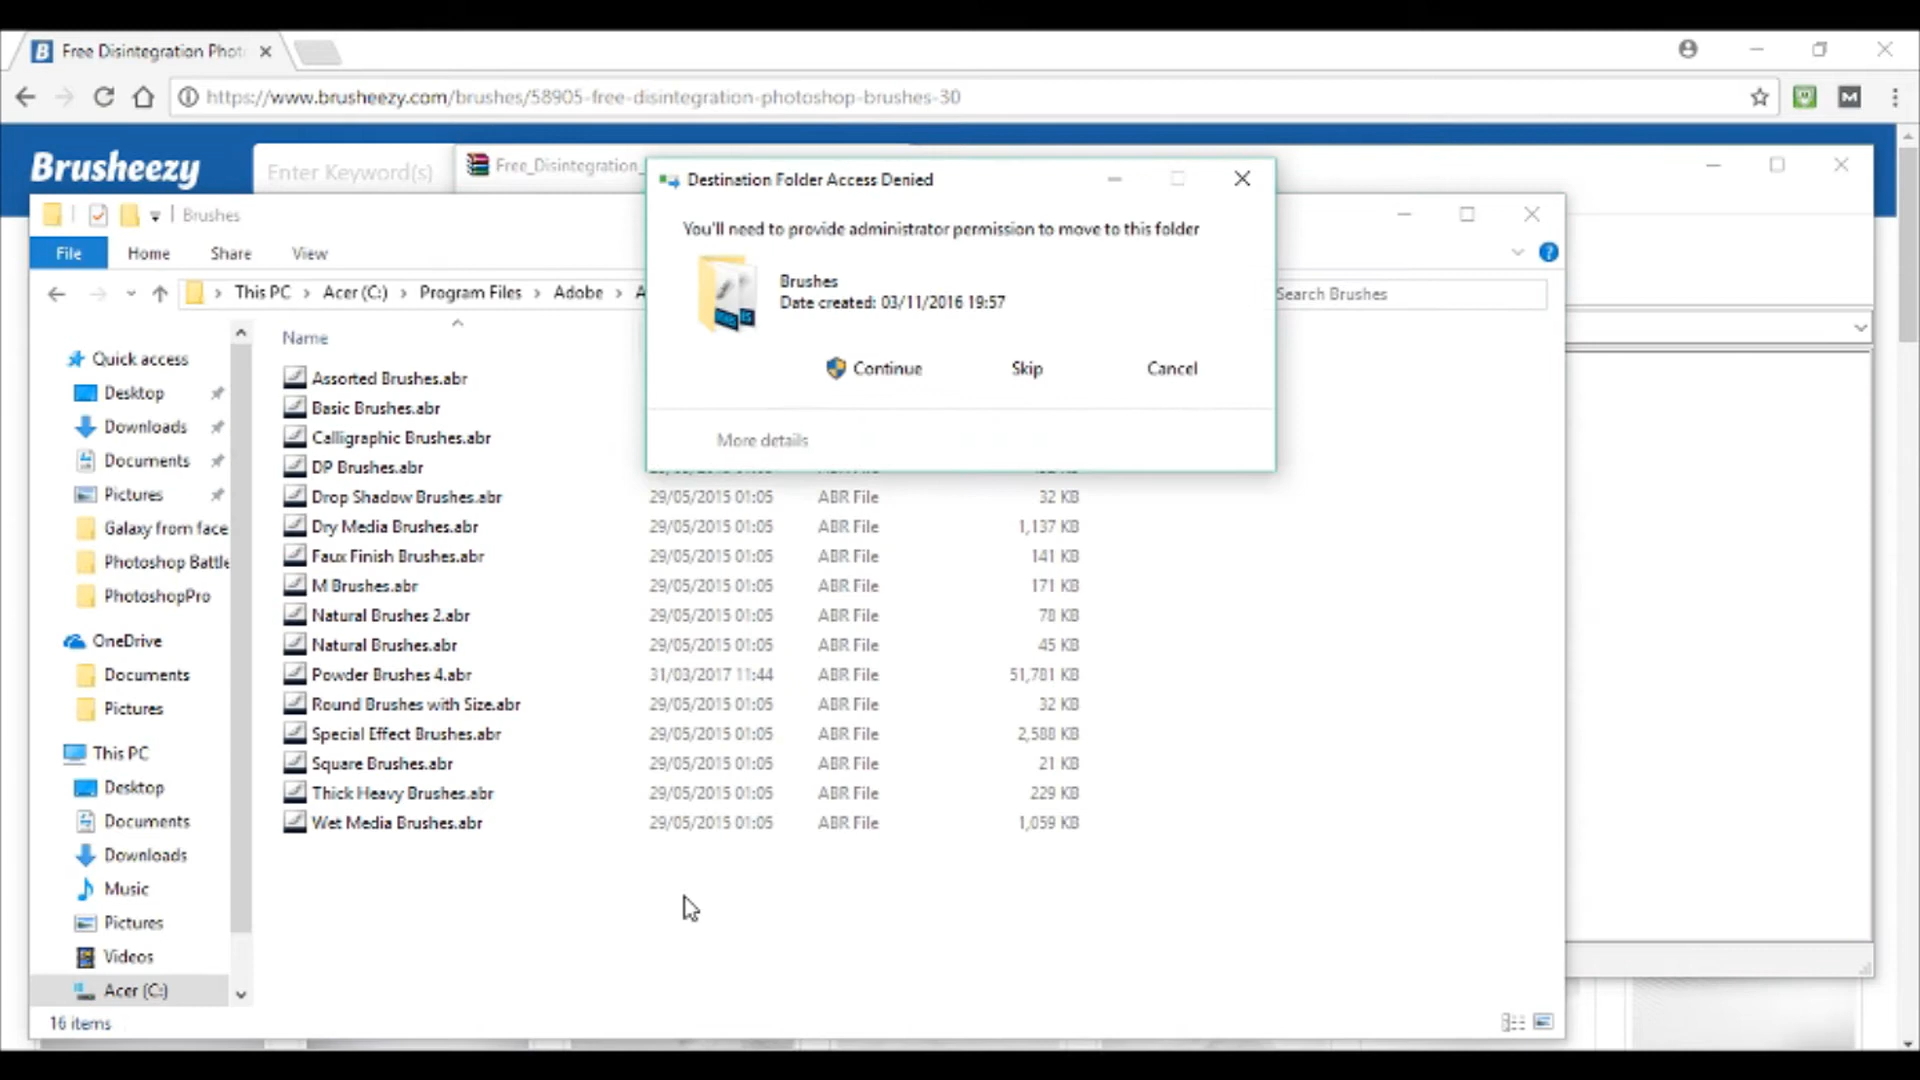 Free Disintegration Phot
https://www.brusheezy.com/brushes/58905-free-disintegration-photoshop-brushes-30
M
Brusheezy
Enter Keyword(s)
Free_Disintegration_
Destination Folder Access Denied
You'll need to provide administrator permission to move to this folder
Brushes
Date created: 03/11/2016 19:57
Continue Skip Cancel
More details
Brushes
File Home Share View
This PC Acer (C:) Program Files Adobe A
Search Brushes
Name
Quick access
Desktop
Downloads
Documents
Pictures
Galaxy from face
Photoshop Battle
PhotoshopPro
OneDrive
Documents
Pictures
This PC
Desktop
Documents
Downloads
Music
Pictures
Videos
Acer (C:)
Assorted Brushes.abr
Basic Brushes.abr
Calligraphic Brushes.abr
DP Brushes.abr
Drop Shadow Brushes.abr 29/05/2015 01:05 ABR File 32 KB
Dry Media Brushes.abr 29/05/2015 01:05 ABR File 1,137 KB
Faux Finish Brushes.abr 29/05/2015 01:05 ABR File 141 KB
M Brushes.abr 29/05/2015 01:05 ABR File 171 KB
Natural Brushes 2.abr 29/05/2015 01:05 ABR File 78 KB
Natural Brushes.abr 29/05/2015 01:05 ABR File 45 KB
Powder Brushes 4.abr 31/03/2017 11:44 ABR File 51,781 KB
Round Brushes with Size.abr 29/05/2015 01:05 ABR File 32 KB
Special Effect Brushes.abr 29/05/2015 01:05 ABR File 2,588 KB
Square Brushes.abr 29/05/2015 01:05 ABR File 21 KB
Thick Heavy Brushes.abr 29/05/2015 01:05 ABR File 229 KB
Wet Media Brushes.abr 29/05/2015 01:05 ABR File 1,059 KB
16 items